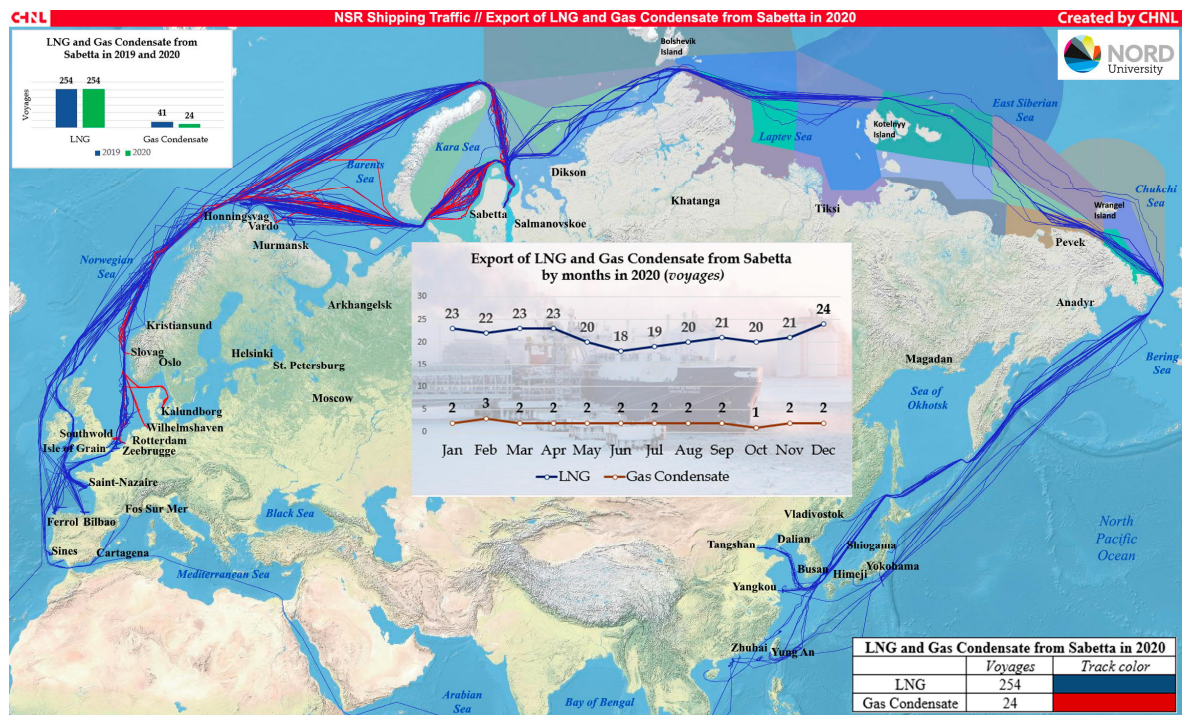 CHNL
NSR Shipping Traffic // Export of LNG and Gas Condensate from Sabetta in 2020
Created by CHNL
LNG and Gas Condensate from
Sabetta in 2019 and 2020
Voyages
254
254
41
24
LNG
Gas Condensate
2019
2020
NORD
University
Bolshevik
Island
East Siberian
Sea
Laptev Sea
Kotelnyy
Island
Kara Sea
Barents
Sea
Dikson
Chukchi
Sea
Khatanga
Tiksi
Wrangel
Island
Sabetta
Salmanovskoe
Honningsvag
Vardo
Murmansk
Pevek
Norwegian
Sea
Arkhangelsk
Anadyr
Kristiansund
Slovag
Oslo
Helsinki
St. Petersburg
Moscow
Magadan
Bering
Sea
Sea of
Okhotsk
Kalundborg
Wilhelmshaven
Southwold
Rotterdam
Isle of Grain
Zeebrugge
Saint-Nazaire
Fos Sur Mer
Ferrol
Bilbao
Black Sea
Sines
Cartagena
Mediterranean Sea
Export of LNG and Gas Condensate from Sabetta
by months in 2020 (voyages)
30
25
20
15
10
5
0
23
22
23
23
20
18
19
20
21
20
21
24
2
3
2
2
2
2
2
2
2
1
2
2
Jan Feb Mar Apr May Jun Jul Aug Sep Oct Nov Dec
LNG
Gas Condensate
Vladivostok
North
Pacific
Ocean
Tangshan
Dalian
Shiogama
Busan
Himeji
Yokohama
Yangkou
Zhuhai
Yung An
Arabian
Sea
Bay of Bengal
LNG and Gas Condensate from Sabetta in 2020
Voyages Track color
LNG 254
Gas Condensate 24